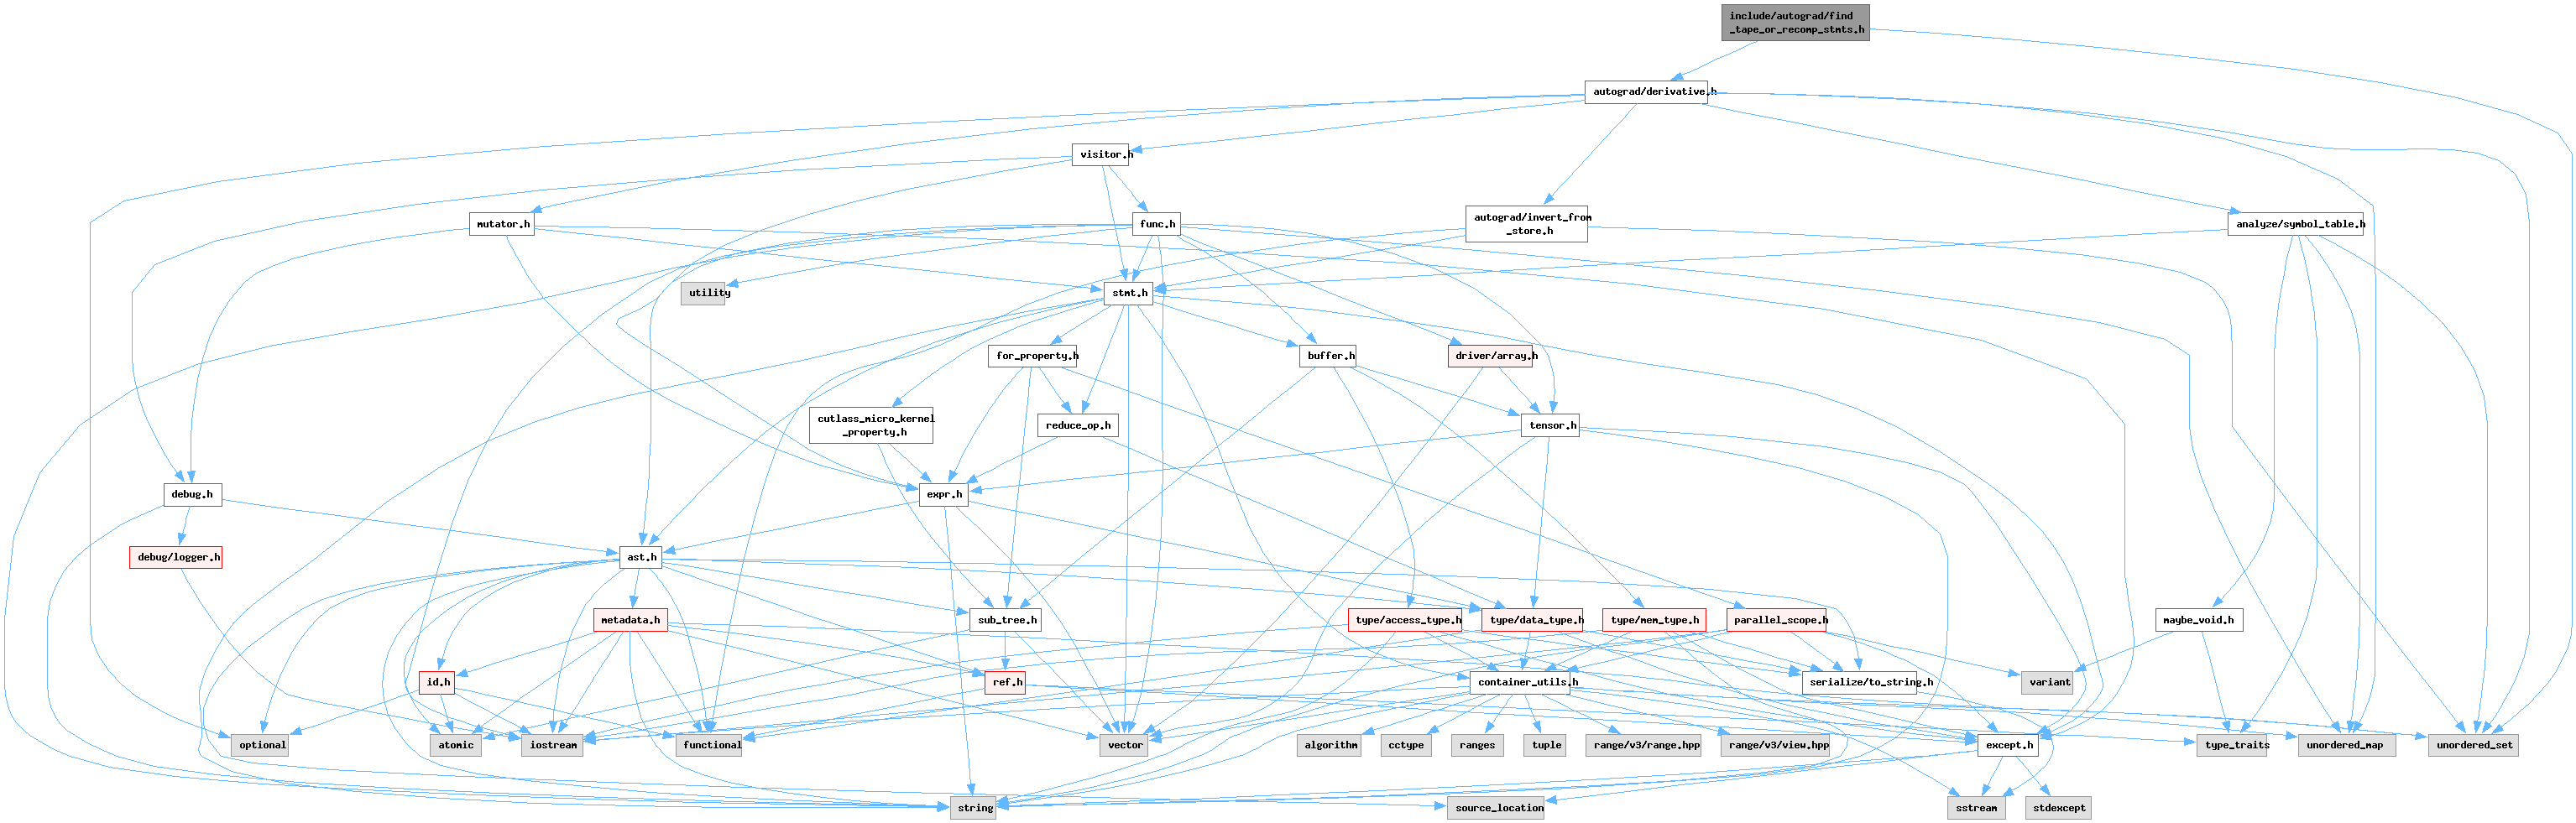 include/autograd/find
_tape_or_recomp_stmts.h
autograd/derivative.h
visitor.h
mutator.h
func.h
autograd/invert_from
_store.h
analyze/symbol_table.h
utility
stmt.h
for_property.h
buffer.h
driver/array.h
cutlass_micro_kernel
_property.h
reduce_op.h
tensor.h
debug.h
expr.h
debug/logger.h
ast.h
metadata.h
sub_tree.h
type/access_type.h
type/data_type.h
type/mem_type.h
parallel_scope.h
maybe_void.h
id.h
ref.h
container_utils.h
serialize/to_string.h
variant
optional
atomic
iostream
functional
vector
algorithm
cctype
ranges
tuple
range/v3/range.hpp
range/v3/view.hpp
except.h
type_traits
unordered_map
unordered_set
string
source_location
sstream
stdexcept